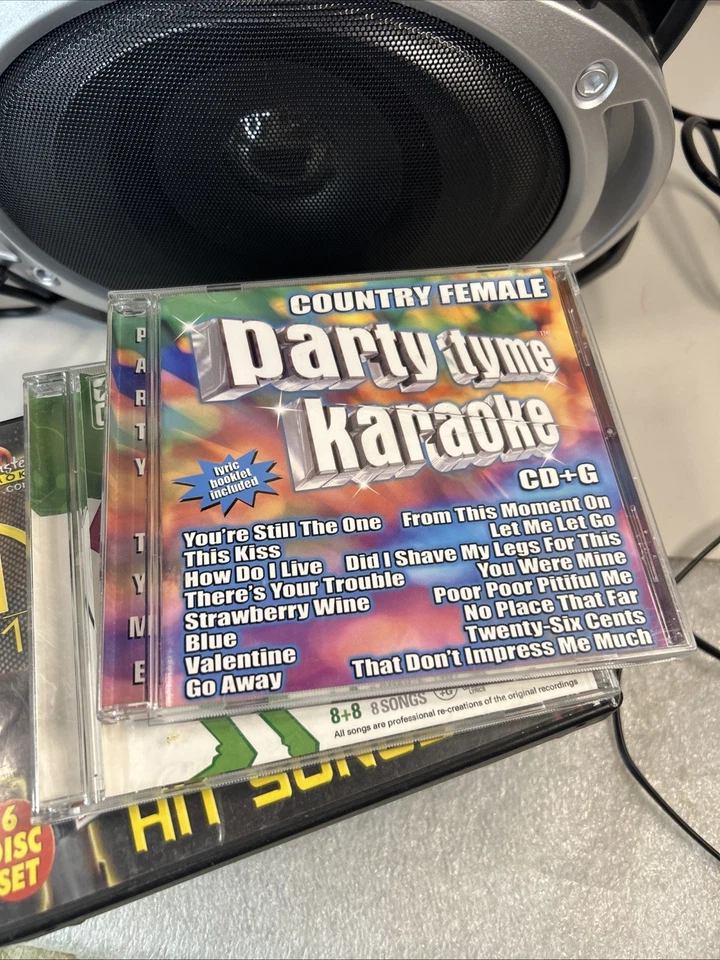 COUNTRY FEMALE
party tyme
karaoke
CD+G
lyric
booklet
included
You're Still The One
This Kiss
How Do I Live
There's Your Trouble
Strawberry Wine
Blue
Valentine
Go Away
From This Moment On
Let Me Let Go
Did I Shave My Legs For This
You Were Mine
Poor Poor Pitiful Me
No Place That Far
Twenty-Six Cents
That Don't Impress Me Much
PARTY TYME
8+8 8 SONGS +G LYRICS
All songs are professional re-creations of the original recordings
HIT SONGS
6
DISC
SET